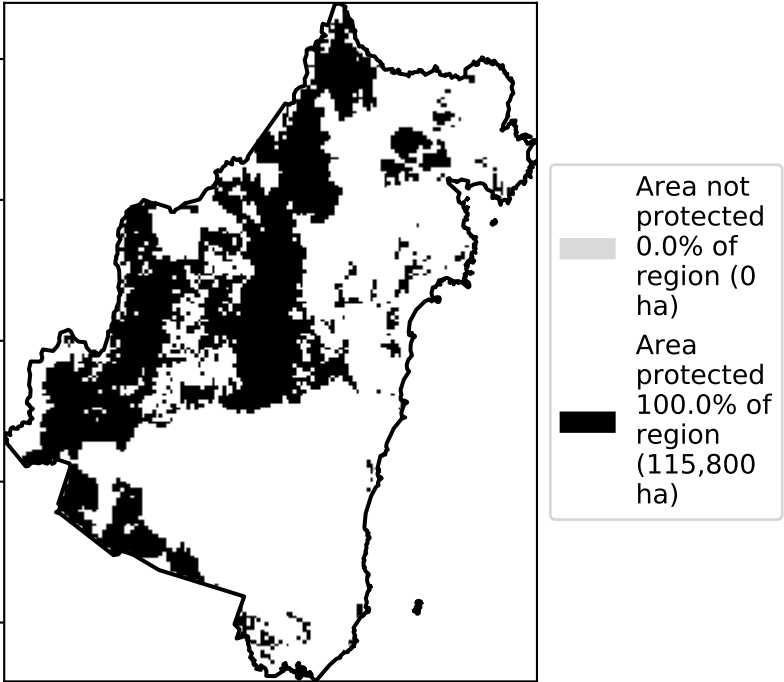 Area not
protected
0.0% of
region (0
ha)
Area
protected
100.0% of
region
(115,800
ha)